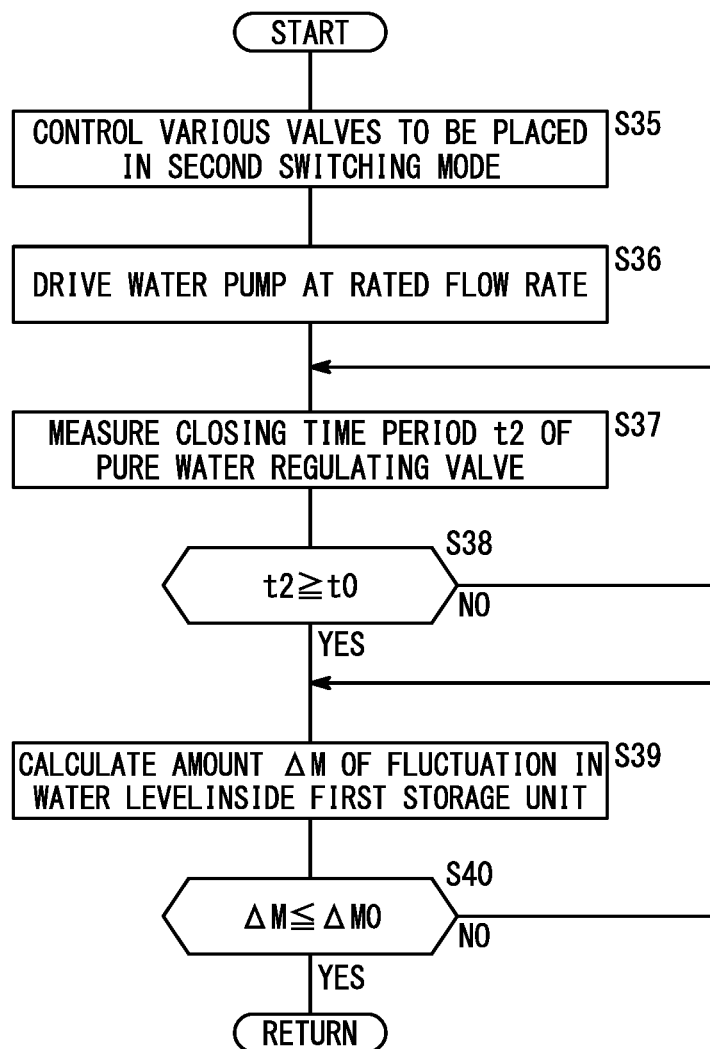 START
CONTROL VARIOUS VALVES TO BE PLACED
IN SECOND SWITCHING MODE
S35
DRIVE WATER PUMP AT RATED FLOW RATE
S36
MEASURE CLOSING TIME PERIOD t2 OF
PURE WATER REGULATING VALVE
S37
t2≧t0
S38
NO
YES
CALCULATE AMOUNT ΔM OF FLUCTUATION IN
WATER LEVELINSIDE FIRST STORAGE UNIT
S39
ΔM≦ΔM0
S40
NO
YES
RETURN